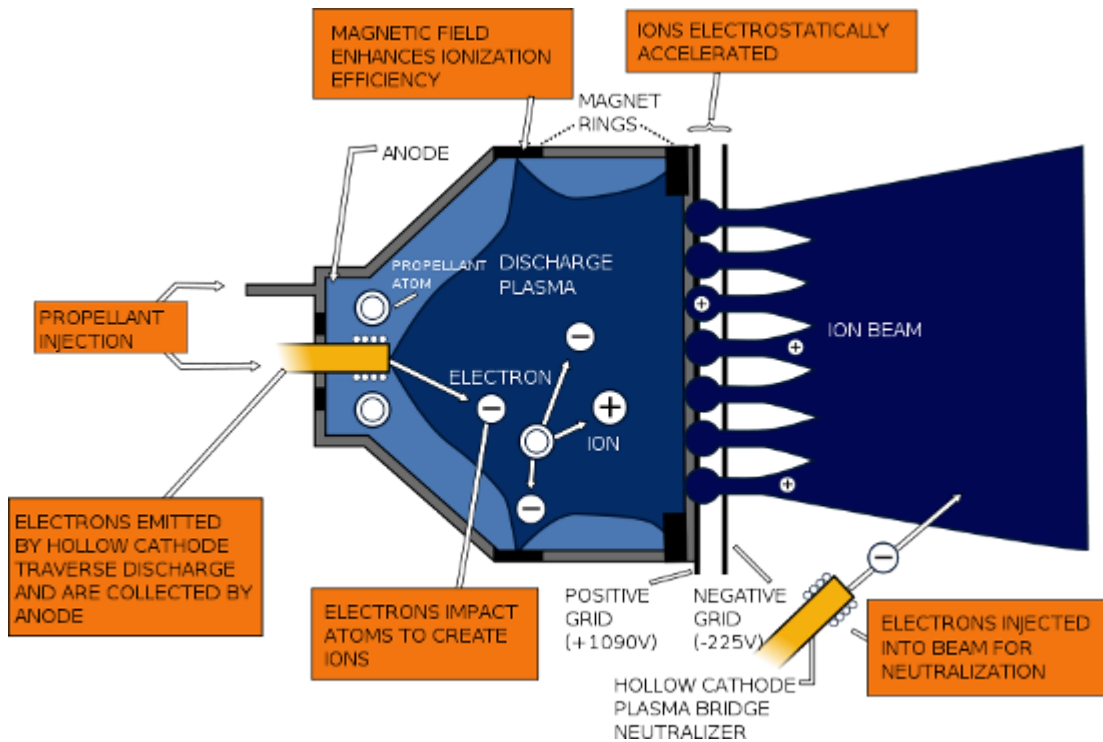 MAGNETIC FIELD
ENHANCES IONIZATION
EFFICIENCY
IONS ELECTROSTATICALLY
ACCELERATED
MAGNET
RINGS
ANODE
PROPELLANT
ATOM
DISCHARGE
PLASMA
PROPELLANT
INJECTION
ION BEAM
ELECTRON
ION
ELECTRONS EMITTED
BY HOLLOW CATHODE
TRAVERSE DISCHARGE
AND ARE COLLECTED BY
ANODE
ELECTRONS IMPACT
ATOMS TO CREATE
IONS
POSITIVE
GRID
(+1090V)
NEGATIVE
GRID
(-225V)
ELECTRONS INJECTED
INTO BEAM FOR
NEUTRALIZATION
HOLLOW CATHODE
PLASMA BRIDGE
NEUTRALIZER